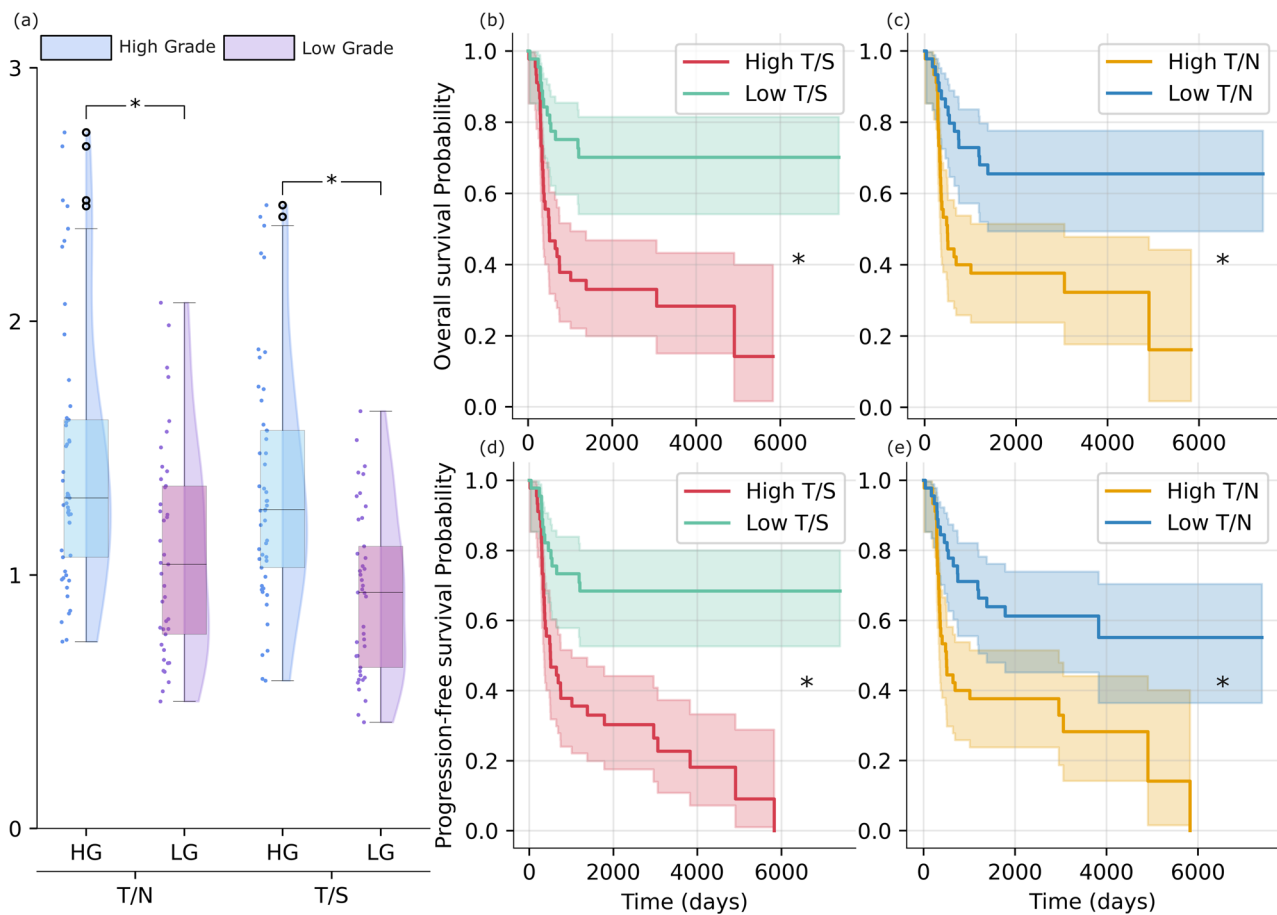 (a)
High Grade
Low Grade
3
2
1
0
*
*
HG
LG
HG
LG
T/N
T/S
(b)
Overall survival Probability
1.0
0.8
0.6
0.4
0.2
0.0
High T/S
Low T/S
*
0
2000
4000
6000
(c)
1.0
0.8
0.6
0.4
0.2
0.0
High T/N
Low T/N
*
0
2000
4000
6000
(d)
Progression-free survival Probability
1.0
0.8
0.6
0.4
0.2
0.0
High T/S
Low T/S
*
0
2000
4000
6000
Time (days)
(e)
1.0
0.8
0.6
0.4
0.2
0.0
High T/N
Low T/N
*
0
2000
4000
6000
Time (days)